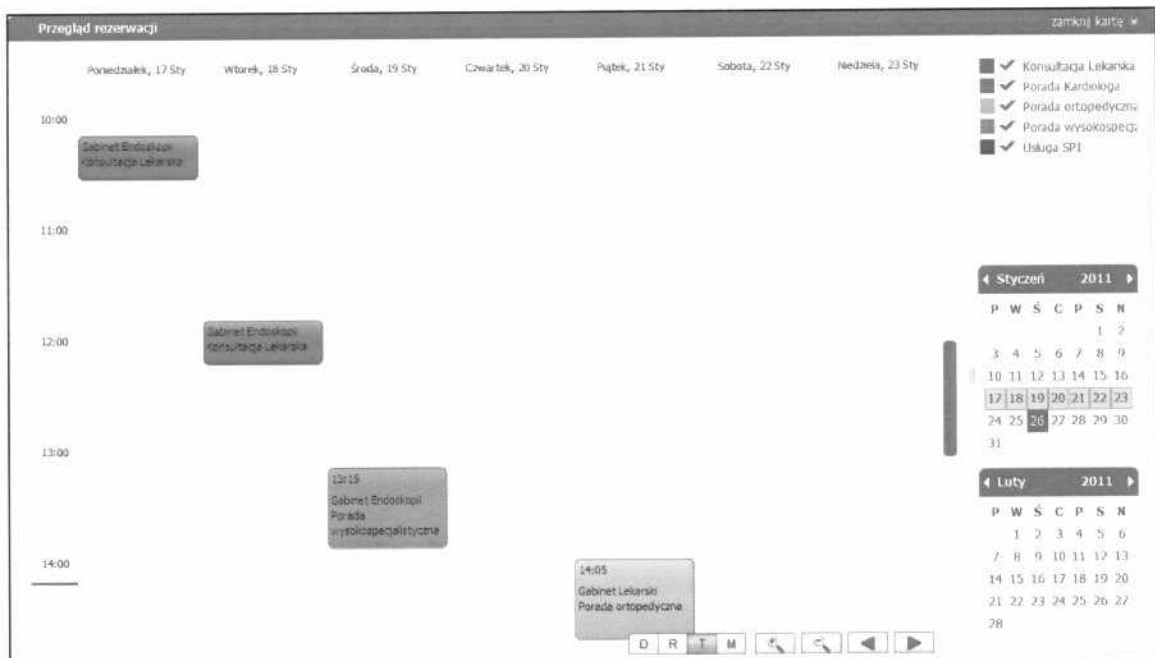 Przegląd rezerwacji
zamknij kartę ×
Poniedziałek, 17 Sty
Wtorek, 18 Sty
Środa, 19 Sty
Czwartek, 20 Sty
Piątek, 21 Sty
Sobota, 22 Sty
Niedziela, 23 Sty
Konsultacja Lekarska
Porada Kardiologa
Porada ortopedyczna
Porada wysokospecja
Usługa SPI
10:00
Gabinet Endoskopii
Konsultacja Lekarska
11:00
12:00
Gabinet Endoskopii
Konsultacja Lekarska
13:00
13:15
Gabinet Endoskopii
Porada
wysokospecjalistyczna
14:00
14:05
Gabinet Lekarski
Porada ortopedyczna
D R T M
Styczeń 2011
P W Ś C P S N
1 2
3 4 5 6 7 8 9
10 11 12 13 14 15 16
17 18 19 20 21 22 23
24 25 26 27 28 29 30
31
Luty 2011
P W Ś C P S N
1 2 3 4 5 6
7 8 9 10 11 12 13
14 15 16 17 18 19 20
21 22 23 24 25 26 27
28